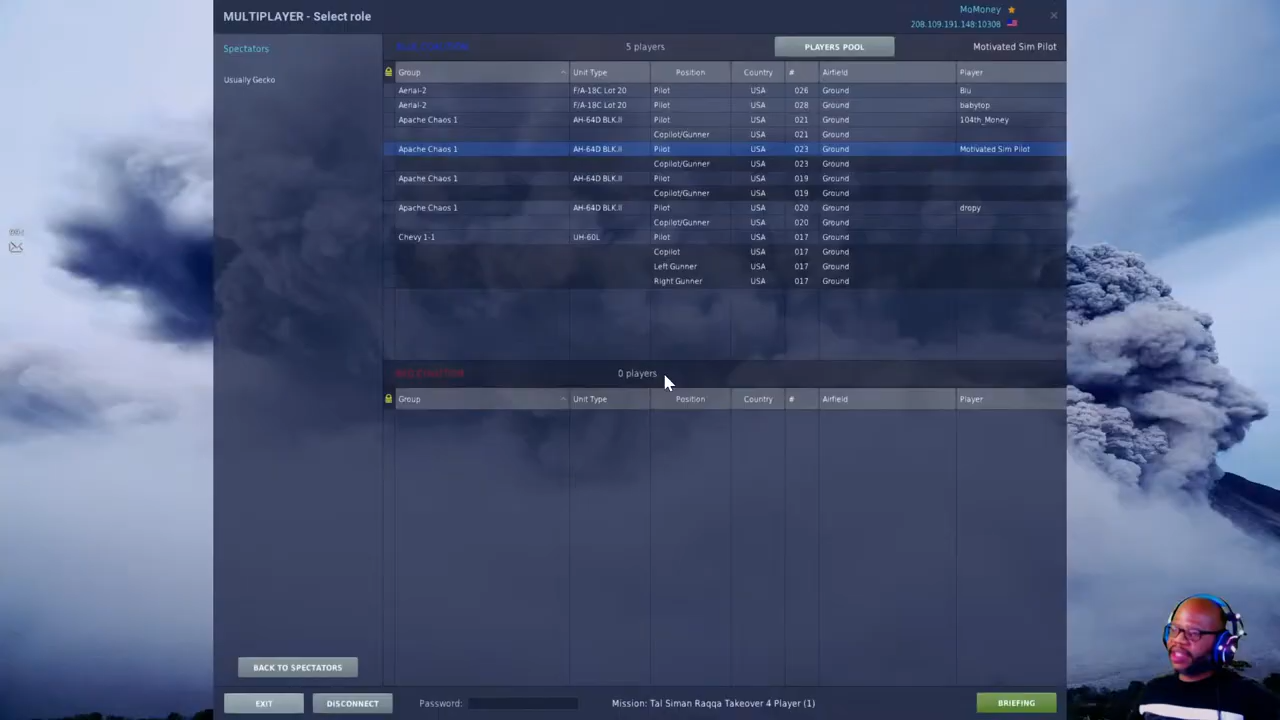 MULTIPLAYER - Select role
MoMoney
208.109.191.148:10308
Spectators
Usually Gecko
5 players
PLAYERS POOL
Motivated Sim Pilot
Group Unit Type Position Country # Airfield Player
Aerial-2 F/A-18C Lot 20 Pilot USA 026 Ground Blu
Aerial-2 F/A-18C Lot 20 Pilot USA 028 Ground babytop
Apache Chaos 1 AH-64D BLK.II Pilot USA 021 Ground 104th_Money
Copilot/Gunner USA 021 Ground
Apache Chaos 1 AH-64D BLK.II Pilot USA 023 Ground Motivated Sim Pilot
Copilot/Gunner USA 023 Ground
Apache Chaos 1 AH-64D BLK.II Pilot USA 019 Ground
Copilot/Gunner USA 019 Ground
Apache Chaos 1 AH-64D BLK.II Pilot USA 020 Ground dropy
Copilot/Gunner USA 020 Ground
Chevy 1-1 UH-60L Pilot USA 017 Ground
Copilot USA 017 Ground
Left Gunner USA 017 Ground
Right Gunner USA 017 Ground
RED COALITION 0 players
Group Unit Type Position Country # Airfield Player
BACK TO SPECTATORS
EXIT DISCONNECT Password: Mission: Tal Siman Raqqa Takeover 4 Player (1) BRIEFING